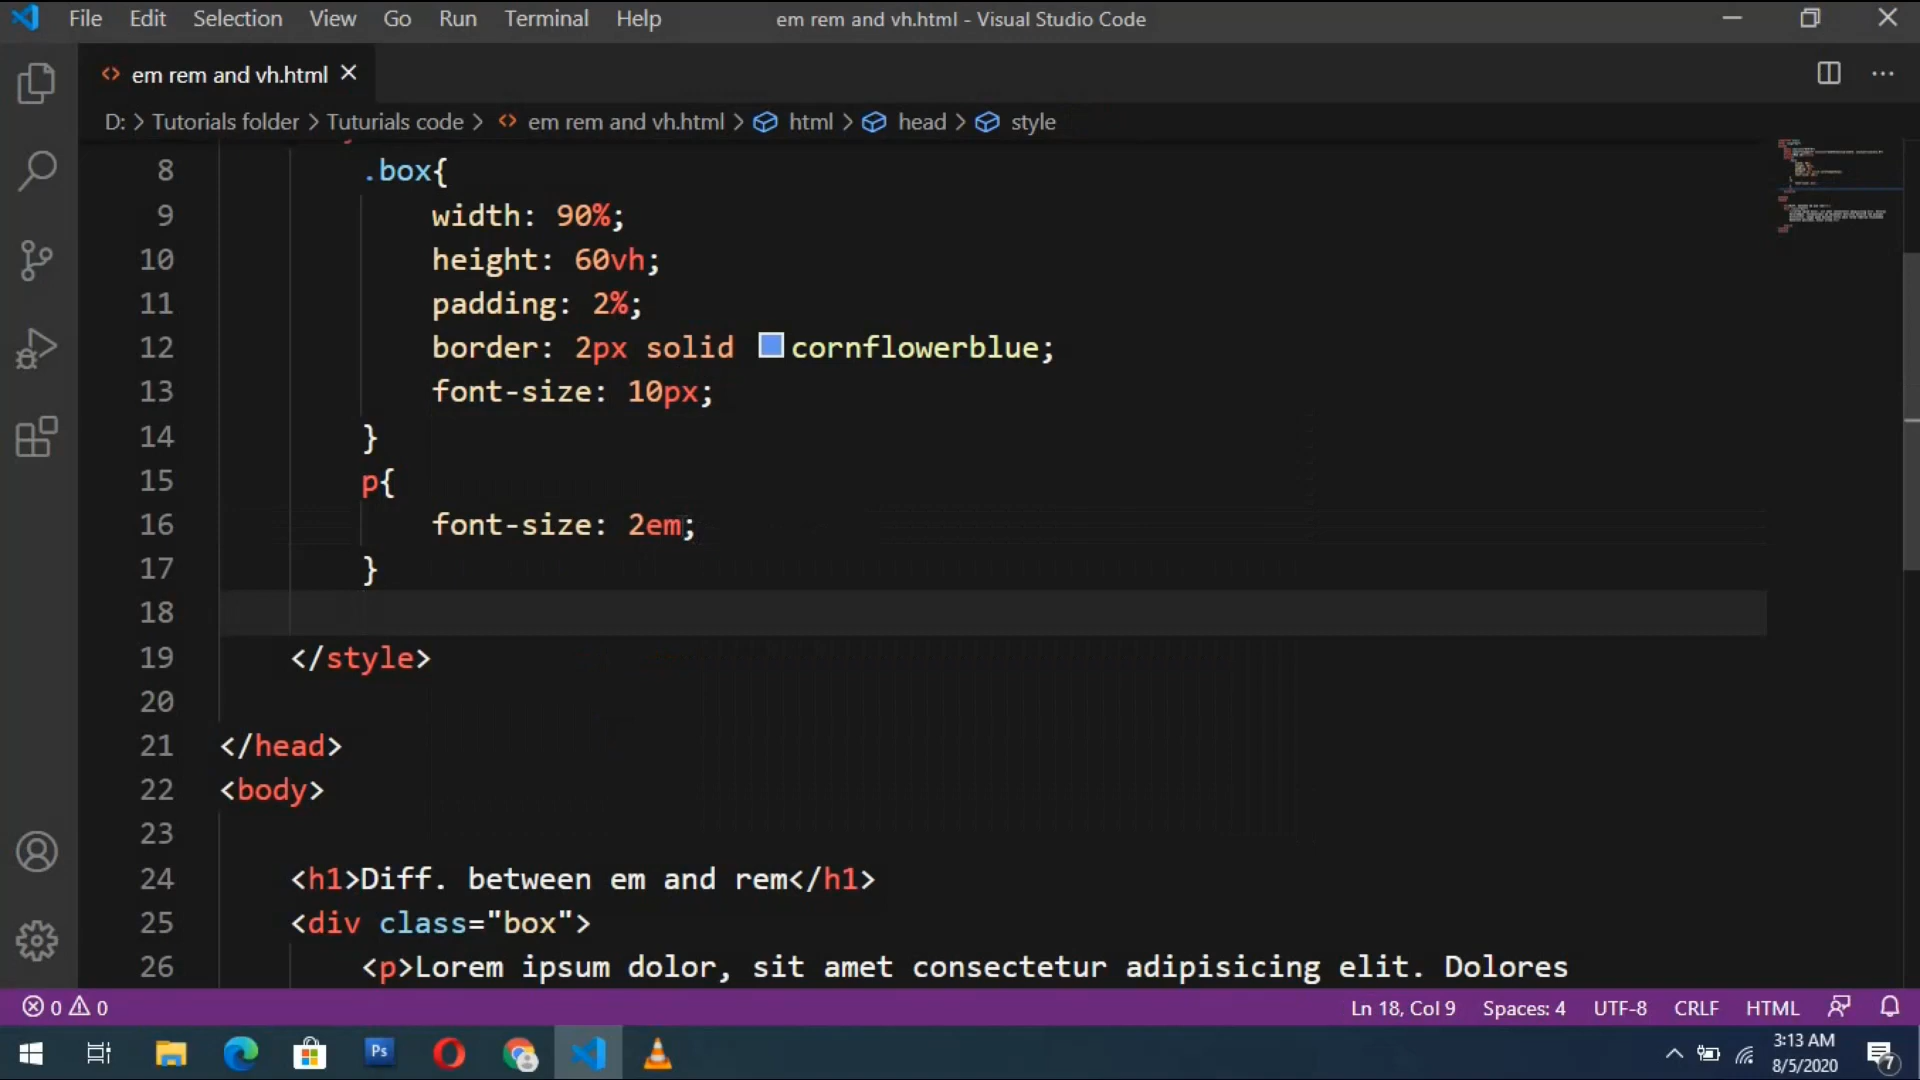 File Edit Selection View Go Run Terminal Help em rem and vh.html - Visual Studio Code
em rem and vh.html
D: > Tutorials folder > Tuturials code > em rem and vh.html > html > head > style
8 .box{
9 width: 90%;
10 height: 60vh;
11 padding: 2%;
12 border: 2px solid cornflowerblue;
13 font-size: 10px;
14 }
15 p{
16 font-size: 2em;
17 }
18
19 </style>
20
21 </head>
22 <body>
23
24 <h1>Diff. between em and rem</h1>
25 <div class="box">
26 <p>Lorem ipsum dolor, sit amet consectetur adipisicing elit. Dolores
0 0 Ln 18, Col 9 Spaces: 4 UTF-8 CRLF HTML
Ps
3:13 AM
8/5/2020
7